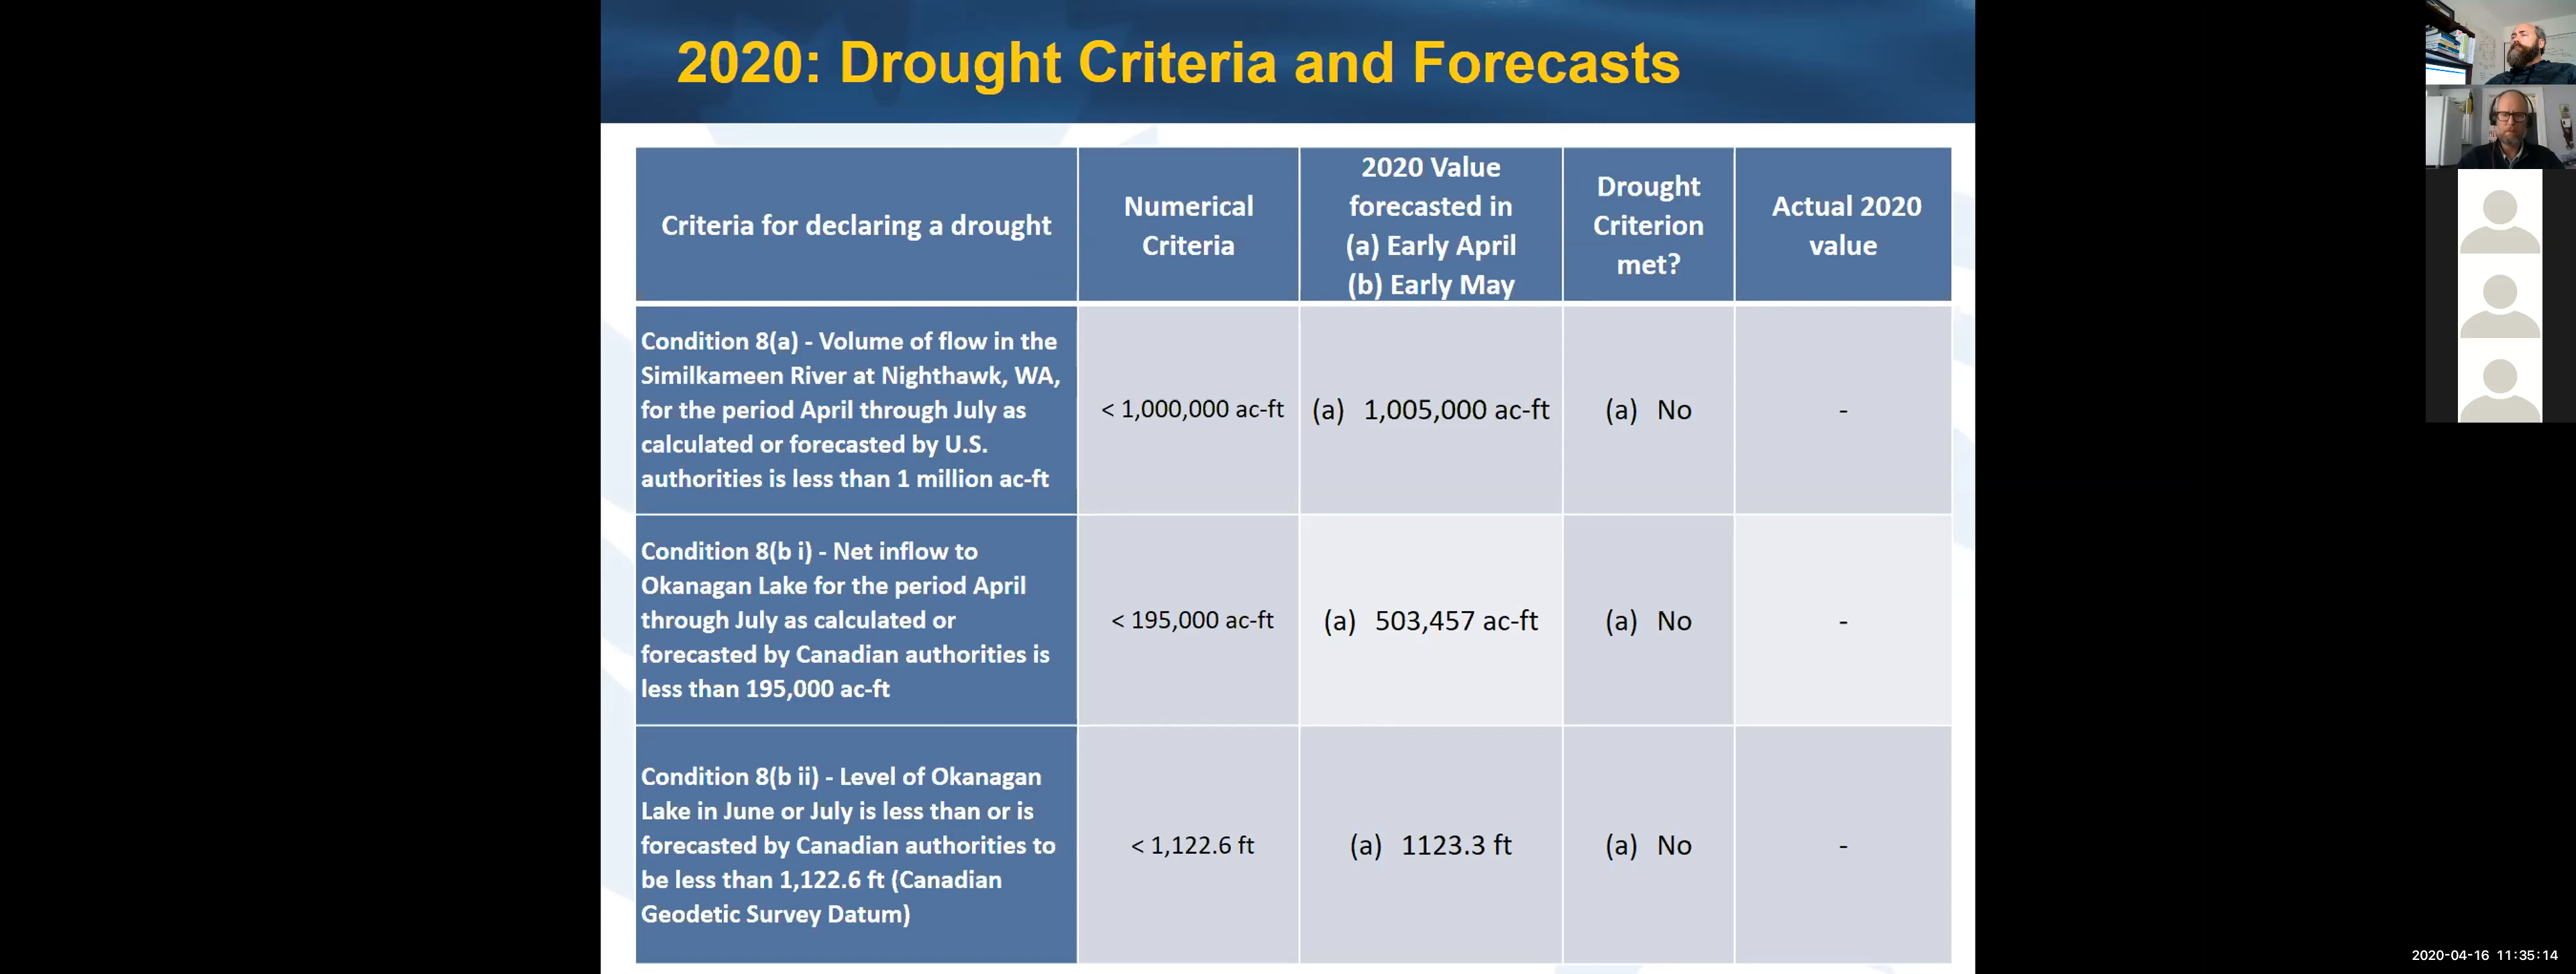 2020: Drought Criteria and Forecasts
Criteria for declaring a drought
Numerical
Criteria
2020 Value
forecasted in
(a) Early April
(b) Early May
Drought
Criterion
met?
Actual 2020
value
Condition 8(a) - Volume of flow in the
Similkameen River at Nighthawk, WA,
for the period April through July as
calculated or forecasted by U.S.
authorities is less than 1 million ac-ft
< 1,000,000 ac-ft
(a) 1,005,000 ac-ft
(a) No
-
Condition 8(b i) - Net inflow to
Okanagan Lake for the period April
through July as calculated or
forecasted by Canadian authorities is
less than 195,000 ac-ft
< 195,000 ac-ft
(a) 503,457 ac-ft
(a) No
-
Condition 8(b ii) - Level of Okanagan
Lake in June or July is less than or is
forecasted by Canadian authorities to
be less than 1,122.6 ft (Canadian
Geodetic Survey Datum)
< 1,122.6 ft
(a) 1123.3 ft
(a) No
-
2020-04-16 11:35:14